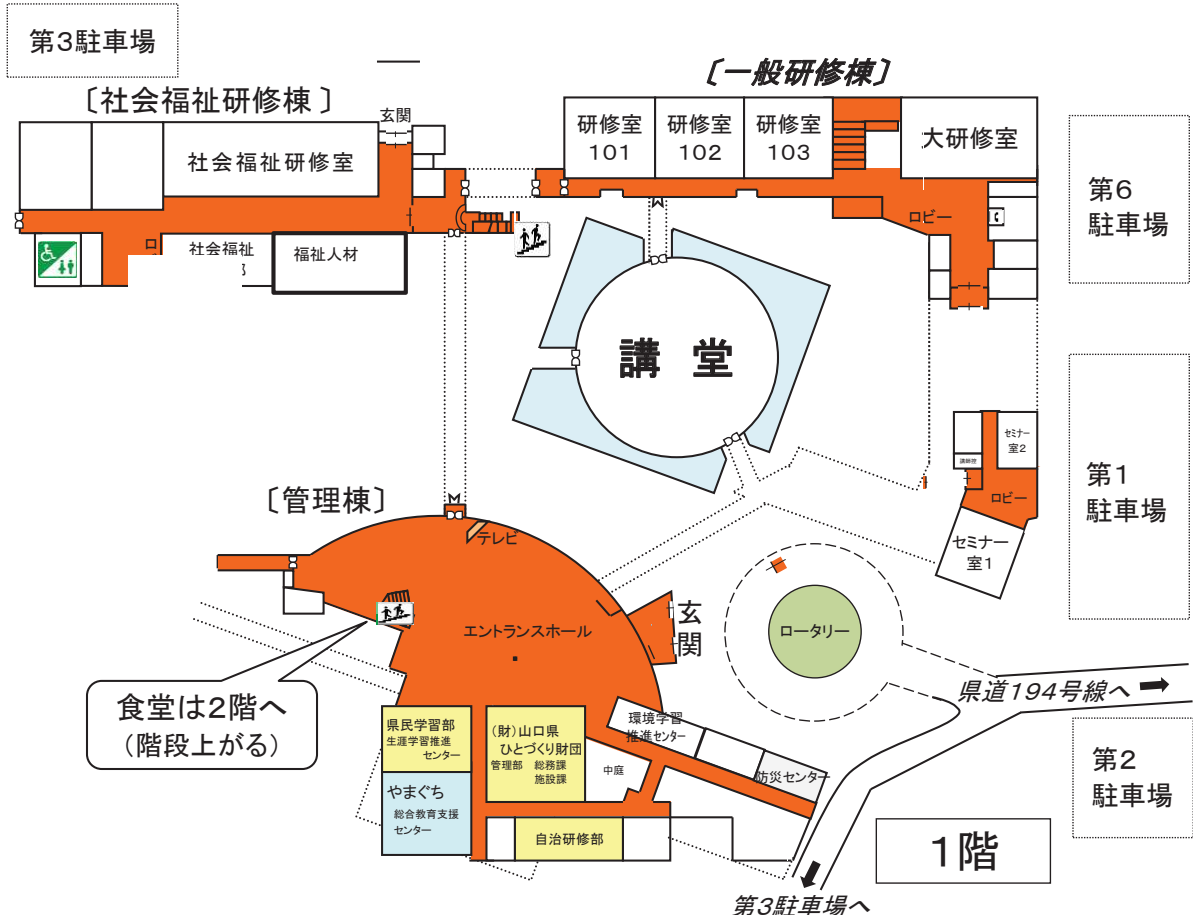 第3駐車場
〔一般研修棟〕
〔社会福祉研修棟〕
玄関
研修室
101
研修室
102
研修室
103
大研修室
社会福祉研修室
第6
駐車場
ロビー
ロ
社会福祉
福祉人材
講堂
第1
駐車場
セミナー
室2
講師控
ロビー
セミナー
室1
〔管理棟〕
テレビ
エントランスホール
玄
関
ロータリー
県道194号線へ
食堂は2階へ
(階段上がる)
県民学習部
生涯学習推進
センター
(財)山口県
ひとづくり財団
管理部 総務課
施設課
環境学習
推進センター
中庭
防災センター
第2
駐車場
やまぐち
総合教育支援
センター
自治研修部
1階
第3駐車場へ